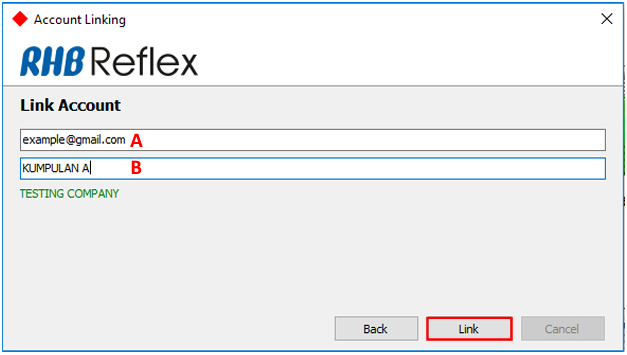 Account Linking
RHB Reflex
Link Account
example@gmail.com A
KUMPULAN A B
TESTING COMPANY
Back Link Cancel